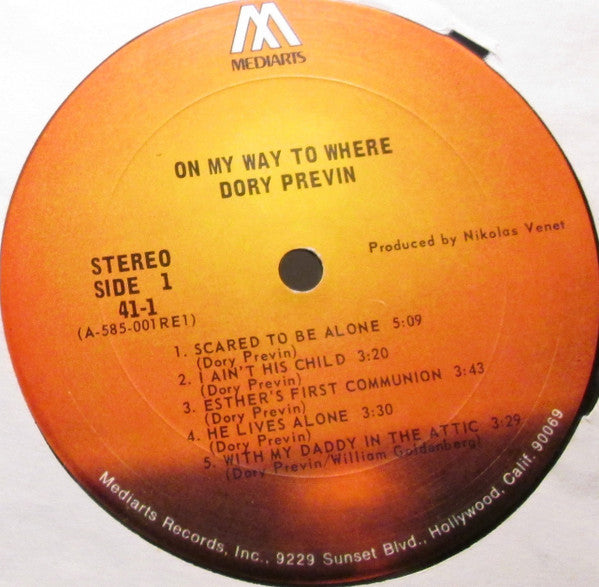 MEDIARTS
ON MY WAY TO WHERE
DORY PREVIN
Produced by Nikolas Venet
STEREO
SIDE 1
41-1
(A-585-001RE1)
1. SCARED TO BE ALONE 5:09
(Dory Previn)
2. I AIN'T HIS CHILD 3:20
(Dory Previn)
3. ESTHER'S FIRST COMMUNION 3:43
(Dory Previn)
4. HE LIVES ALONE 3:30
(Dory Previn)
5. WITH MY DADDY IN THE ATTIC 3:29
(Dory Previn/William Goldenberg)
Mediarts Records, Inc., 9229 Sunset Blvd., Hollywood, Calif. 90069